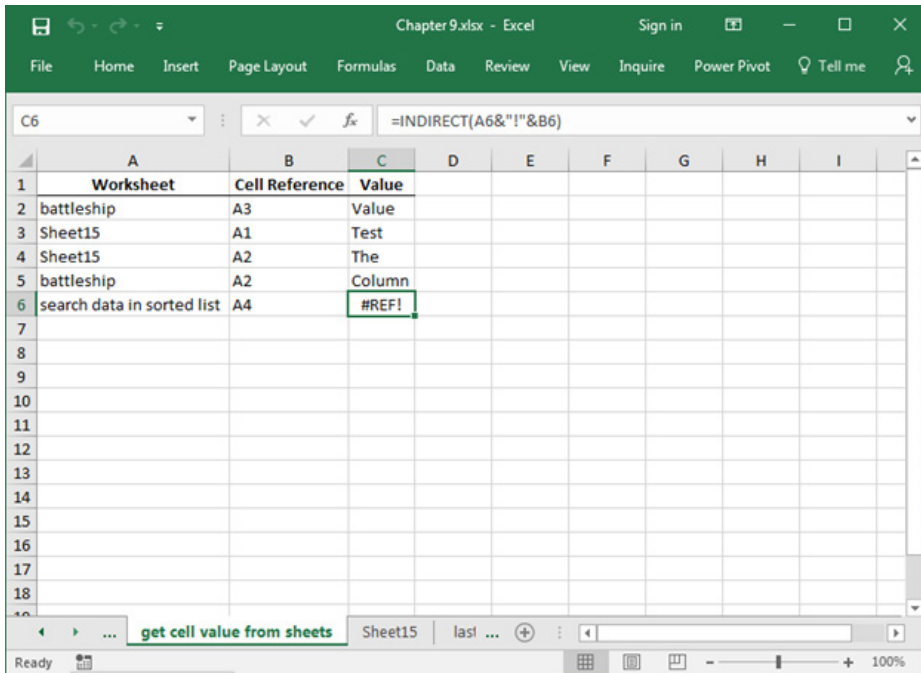 Chapter 9.xlsx - Excel Sign in
File Home Insert Page Layout Formulas Data Review View Inquire Power Pivot Tell me
C6 fx =INDIRECT(A6&"!"&B6)
A B C D E F G H I
1 Worksheet Cell Reference Value
2 battleship A3 Value
3 Sheet15 A1 Test
4 Sheet15 A2 The
5 battleship A2 Column
6 search data in sorted list A4 #REF!
7
8
9
10
11
12
13
14
15
16
17
18
... get cell value from sheets Sheet15 last ...
Ready 100%